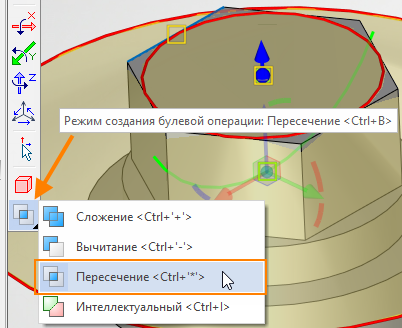 X
Y
Z
Режим создания булевой операции: Пересечение <Ctrl+B>
Сложение <Ctrl+'+'>
Вычитание <Ctrl+'-'>
Пересечение <Ctrl+'*'>
Интеллектуальный <Ctrl+I>